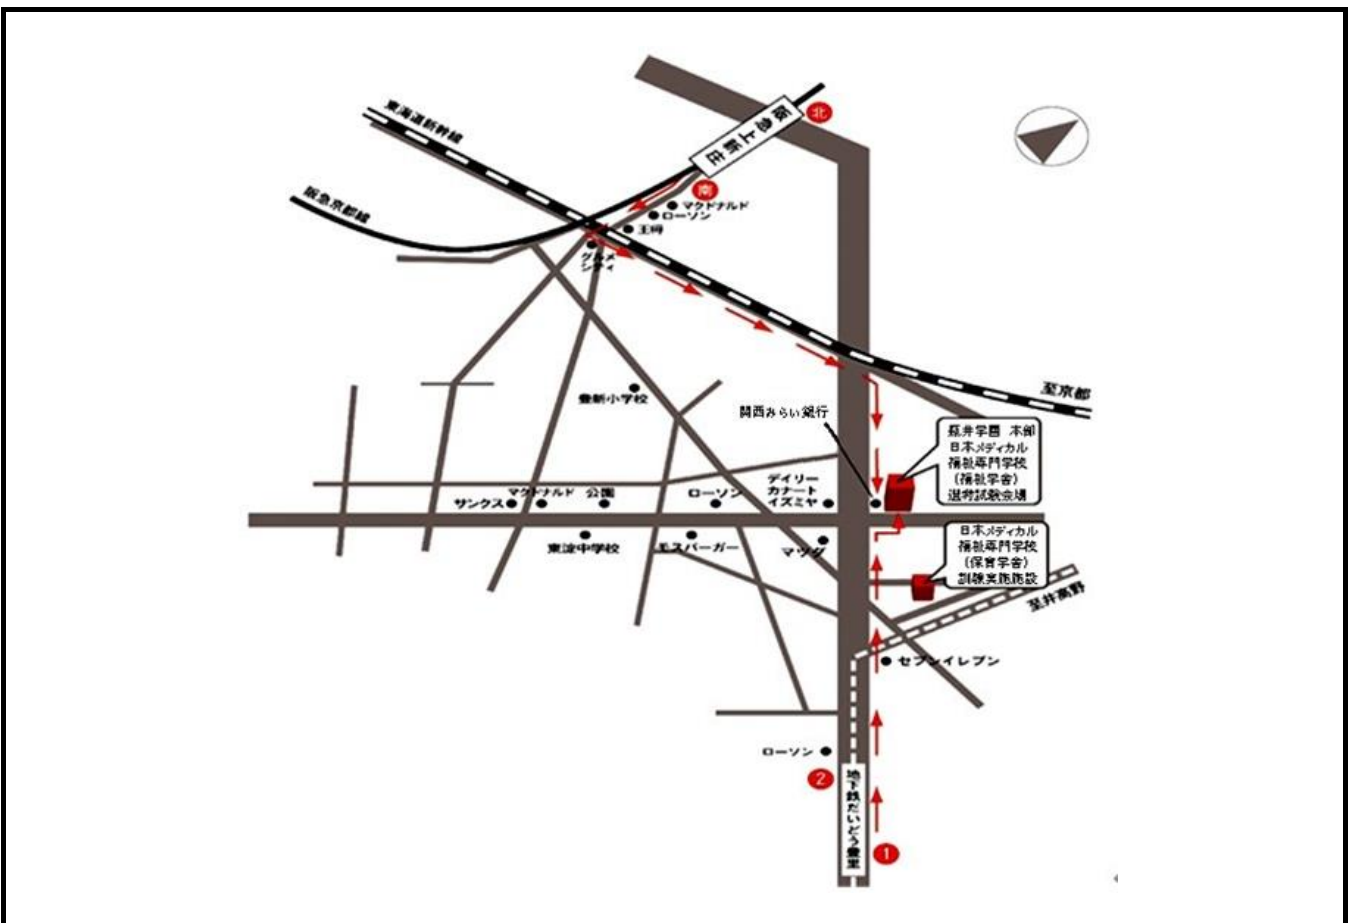 東海道新幹線
阪急上新庄
北
阪急京都線
南
マクドナルド
ローソン
王将
グルメ
シティ
至京都
豊新小学校
関西みらい銀行
瓶井学園 本部
日本メディカル
福祉専門学校
(福祉学舎)
選考試験会場
サンクス
マクドナルド
公園
ローソン
デイリー
カナート
イズミヤ
東淀中学校
モスバーガー
マツダ
日本メディカル
福祉専門学校
(保育学舎)
訓練実施施設
至井高野
セブンイレブン
ローソン
2
地下鉄だいどう豊里
1